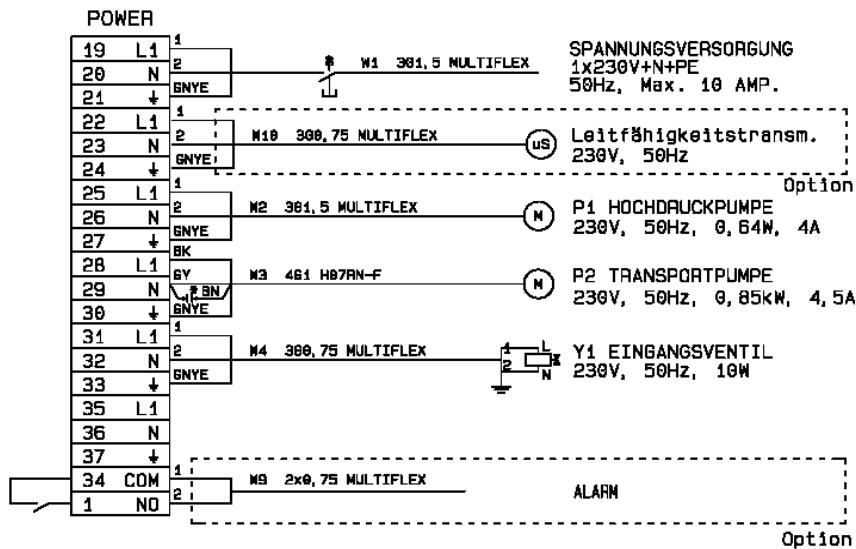 POWER
19 L1 1
20 N 2 W1 3G1,5 MULTIFLEX
21 GNYE
SPANNUNGSVERSORGUNG
1x230V+N+PE
50Hz, Max. 10 AMP.
22 L1 1
23 N 2 W10 3G0,75 MULTIFLEX
24 GNYE
uS
Leitfähigkeitstransm.
230V, 50Hz
Option
25 L1 1
26 N 2 W2 3G1,5 MULTIFLEX
27 GNYE
M
P1 HOCHDRUCKPUMPE
230V, 50Hz, 0,64W, 4A
28 L1 BK
29 N GY W3 4G1 H07RN-F
* BN
30 GNYE
M
P2 TRANSPORTPUMPE
230V, 50Hz, 0,85kW, 4,5A
31 L1 1
32 N 2 W4 3G0,75 MULTIFLEX
33 GNYE
1 L
2 N
Y1 EINGANGSVENTIL
230V, 50Hz, 10W
35 L1
36 N
37
34 COM 1
1 NO 2
W9 2x0,75 MULTIFLEX
ALARM
Option